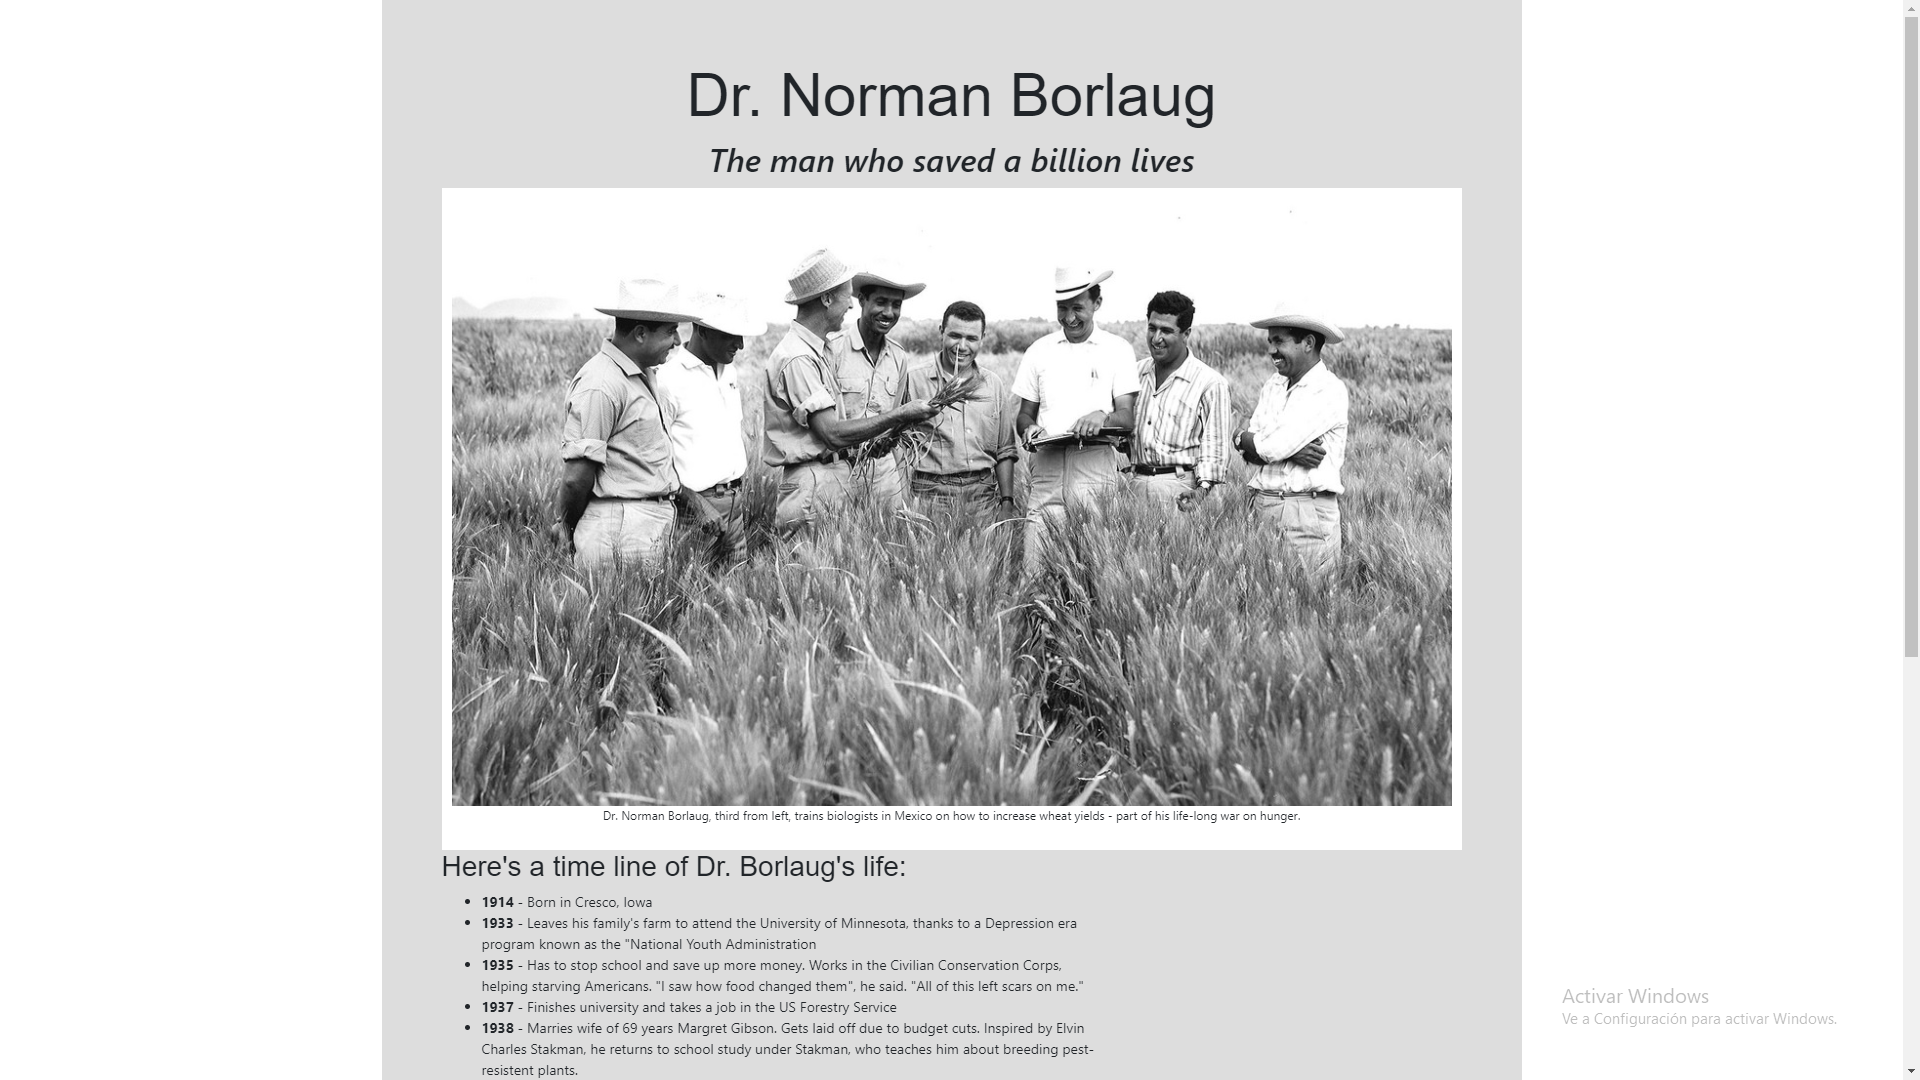 Dr. Norman Borlaug
The man who saved a billion lives
Dr. Norman Borlaug, third from left, trains biologists in Mexico on how to increase wheat yields - part of his life-long war on hunger.
Here's a time line of Dr. Borlaug's life:
1914 - Born in Cresco, Iowa
1933 - Leaves his family's farm to attend the University of Minnesota, thanks to a Depression era
program known as the "National Youth Administration
1935 - Has to stop school and save up more money. Works in the Civilian Conservation Corps,
helping starving Americans. "I saw how food changed them", he said. "All of this left scars on me."
1937 - Finishes university and takes a job in the US Forestry Service
1938 - Marries wife of 69 years Margret Gibson. Gets laid off due to budget cuts. Inspired by Elvin
Charles Stakman, he returns to school study under Stakman, who teaches him about breeding pest-
resistent plants.
Activar Windows
Ve a Configuración para activar Windows.